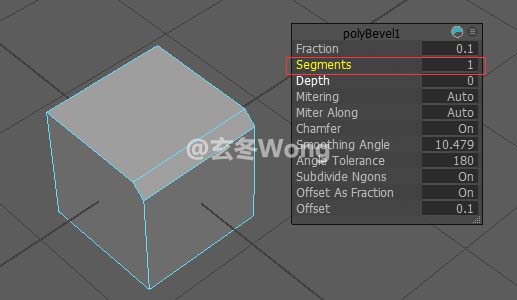 polyBevel1
Fraction 0.1
Segments 1
Depth 0
Mitering Auto
Miter Along Auto
Chamfer On
@玄冬Wong
Smoothing Angle 10.479
Angle Tolerance 180
Subdivide Ngons On
Offset As Fraction On
Offset 0.1